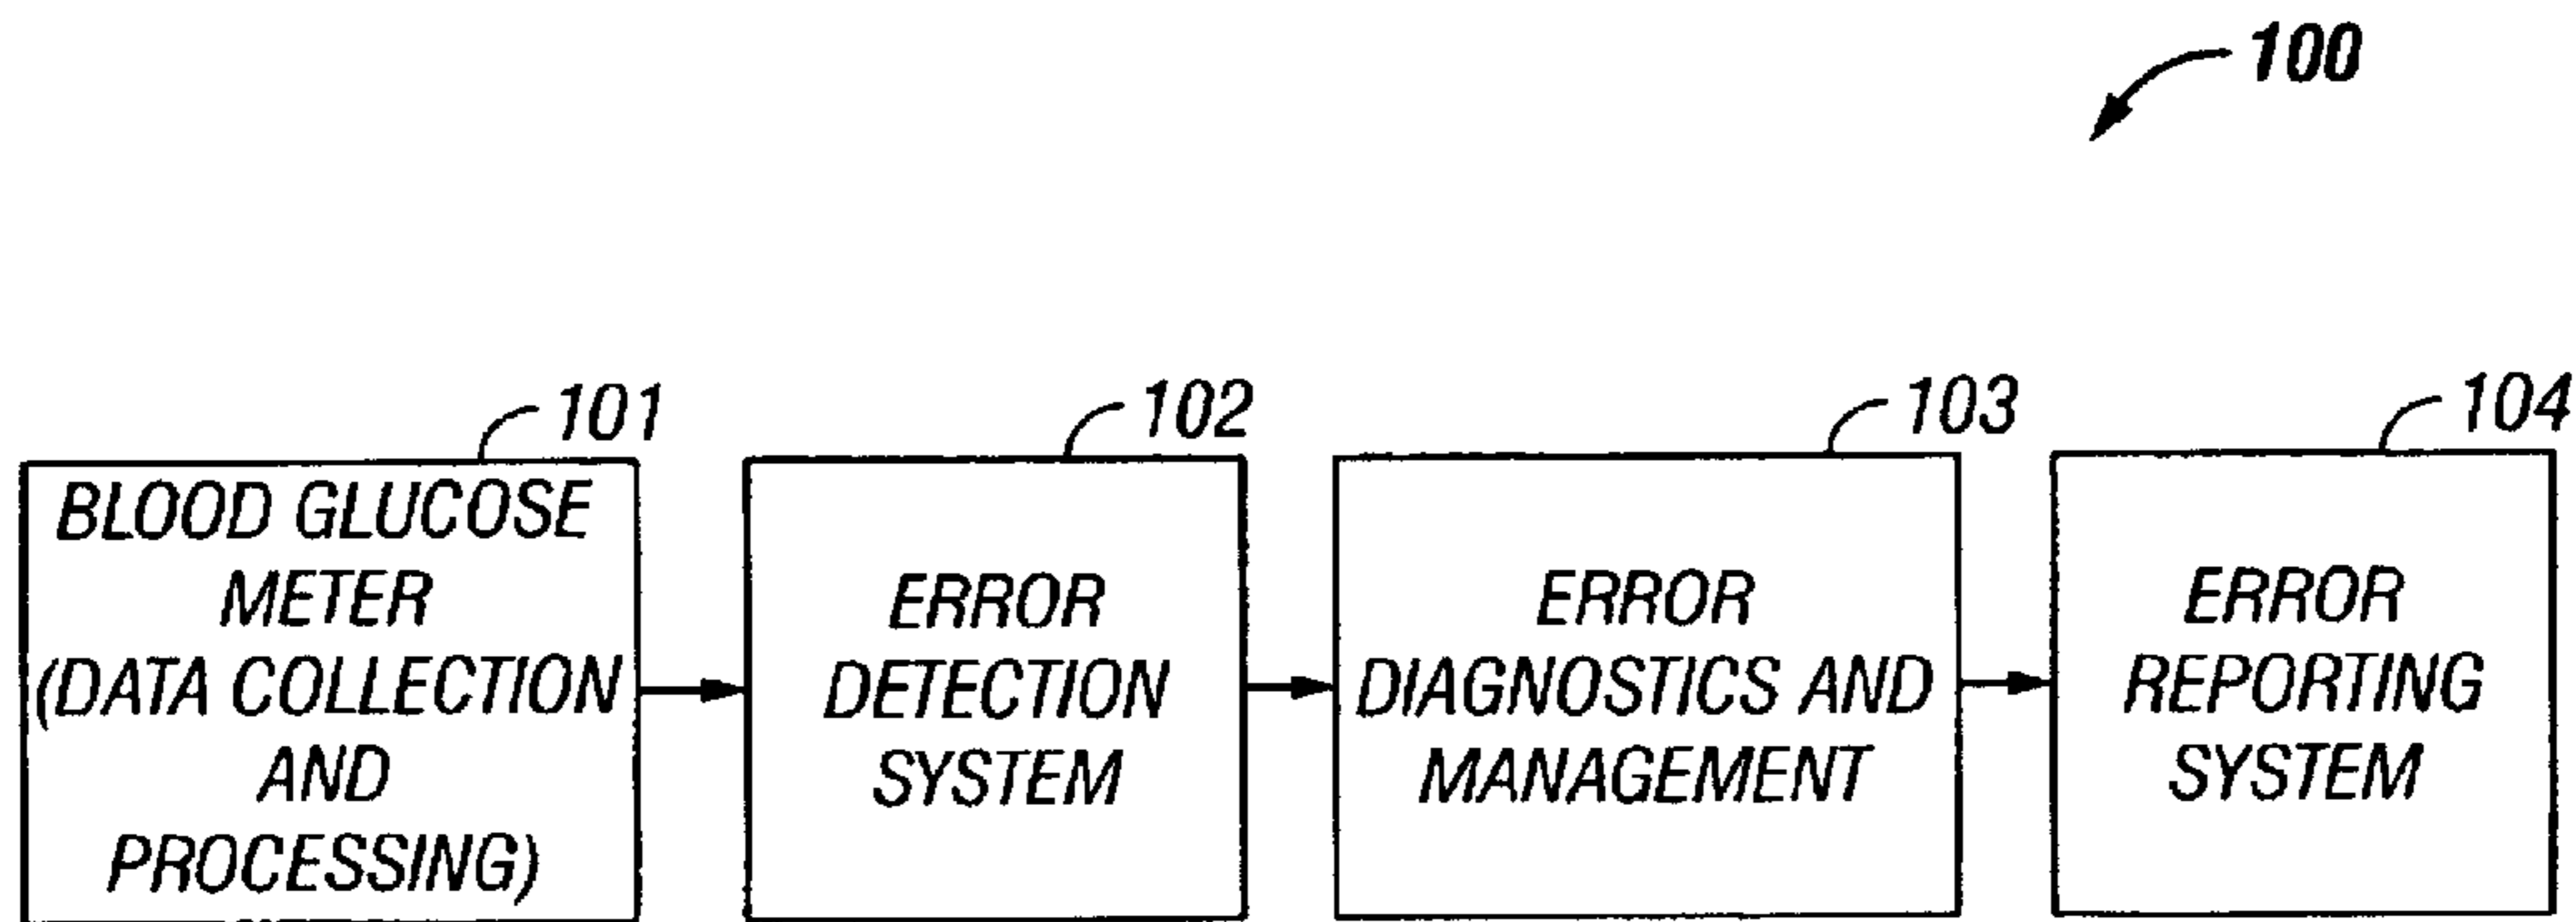 100
101
BLOOD GLUCOSE
METER
(DATA COLLECTION
AND
PROCESSING)
102
ERROR
DETECTION
SYSTEM
103
ERROR
DIAGNOSTICS AND
MANAGEMENT
104
ERROR
REPORTING
SYSTEM